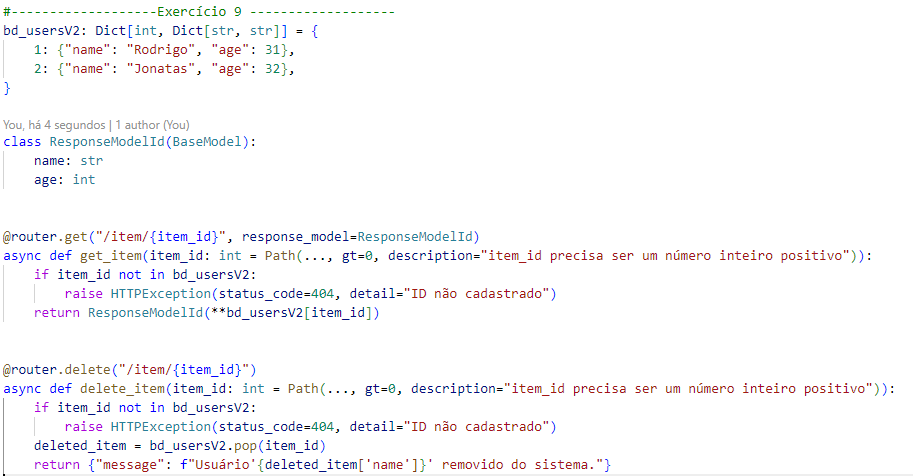 #-------------------Exercício 9 -------------------
bd_usersV2: Dict[int, Dict[str, str]] = {
    1: {"name": "Rodrigo", "age": 31},
    2: {"name": "Jonatas", "age": 32},
}
You, há 4 segundos | 1 author (You)
class ResponseModelId(BaseModel):
    name: str
    age: int
@router.get("/item/{item_id}", response_model=ResponseModelId)
async def get_item(item_id: int = Path(..., gt=0, description="item_id precisa ser um número inteiro positivo")):
    if item_id not in bd_usersV2:
        raise HTTPException(status_code=404, detail="ID não cadastrado")
    return ResponseModelId(**bd_usersV2[item_id])
@router.delete("/item/{item_id}")
async def delete_item(item_id: int = Path(..., gt=0, description="item_id precisa ser um número inteiro positivo")):
    if item_id not in bd_usersV2:
        raise HTTPException(status_code=404, detail="ID não cadastrado")
    deleted_item = bd_usersV2.pop(item_id)
    return {"message": f"Usuário'{deleted_item['name']}' removido do sistema."}